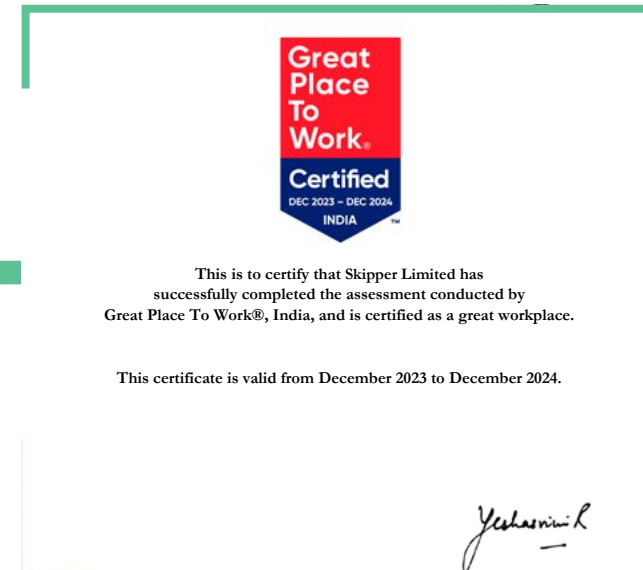 Great
Place
To
Work®
Certified
DEC 2023 – DEC 2024
INDIA ™
This is to certify that Skipper Limited has
successfully completed the assessment conducted by
Great Place To Work®, India, and is certified as a great workplace.
This certificate is valid from December 2023 to December 2024.
Yeshasvini R